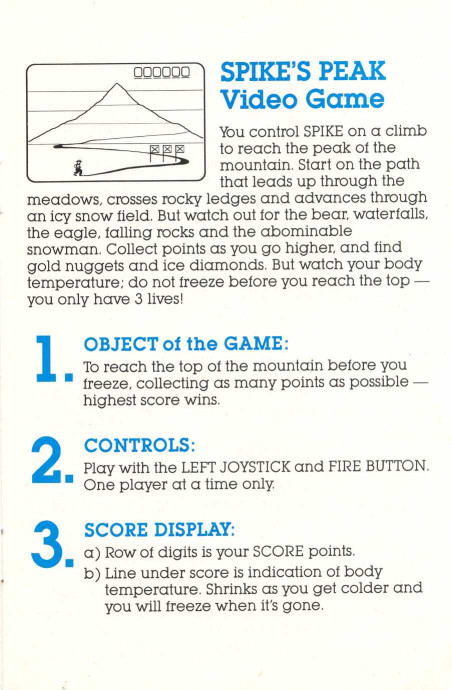 000000
SPIKE'S PEAK
Video Game
You control SPIKE on a climb
to reach the peak of the
mountain. Start on the path
that leads up through the
meadows, crosses rocky ledges and advances through
an icy snow field. But watch out for the bear, waterfalls,
the eagle, falling rocks and the abominable
snowman. Collect points as you go higher, and find
gold nuggets and ice diamonds. But watch your body
temperature; do not freeze before you reach the top —
you only have 3 lives!
1. OBJECT of the GAME:
To reach the top of the mountain before you
freeze, collecting as many points as possible —
highest score wins.
2. CONTROLS:
Play with the LEFT JOYSTICK and FIRE BUTTON.
One player at a time only.
3. SCORE DISPLAY:
a) Row of digits is your SCORE points.
b) Line under score is indication of body
temperature. Shrinks as you get colder and
you will freeze when it's gone.